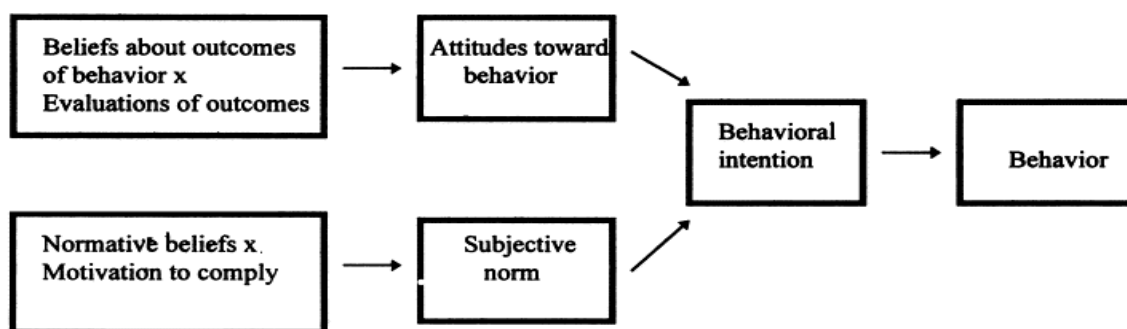 Beliefs about outcomes
of behavior x
Evaluations of outcomes
Attitudes toward
behavior
Behavioral
intention
Behavior
Normative beliefs x
Motivation to comply
Subjective
norm